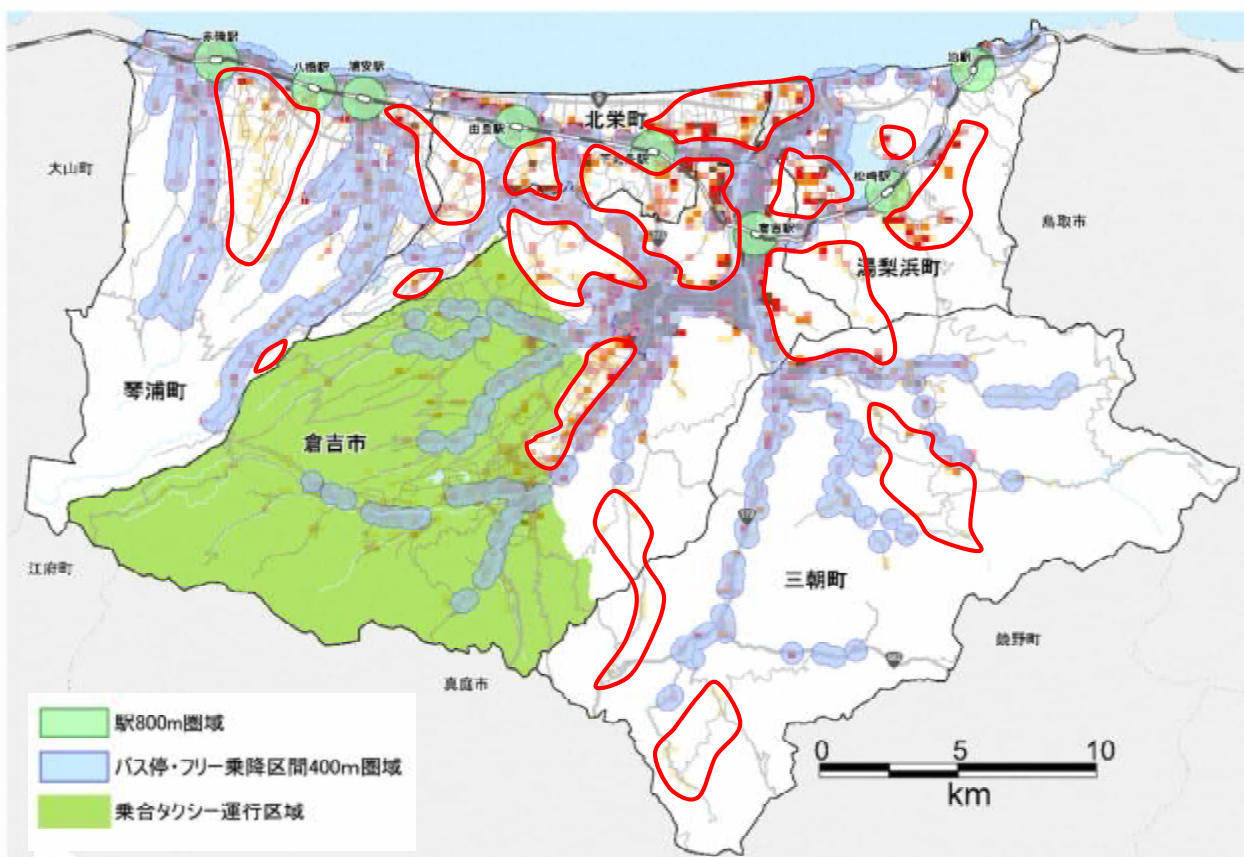 赤碕駅
八橋駅
浦安駅
泊駅
由良駅
北栄町
大山町
松崎駅
鳥取市
倉吉駅
湯梨浜町
琴浦町
倉吉市
三朝町
江府町
鏡野町
真庭市
駅800m圏域
バス停・フリー乗降区間400m圏域
乗合タクシー運行区域
0 5 10
km